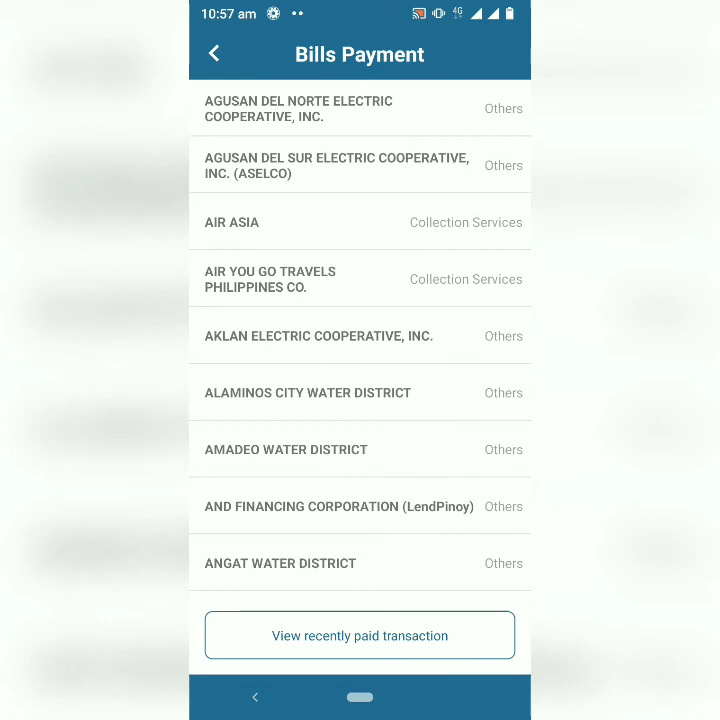 10:57 am
4G
Bills Payment
AGUSAN DEL NORTE ELECTRIC
COOPERATIVE, INC.
Others
AGUSAN DEL SUR ELECTRIC COOPERATIVE,
INC. (ASELCO)
Others
AIR ASIA Collection Services
AIR YOU GO TRAVELS
PHILIPPINES CO.
Collection Services
AKLAN ELECTRIC COOPERATIVE, INC. Others
ALAMINOS CITY WATER DISTRICT Others
AMADEO WATER DISTRICT Others
AND FINANCING CORPORATION (LendPinoy) Others
ANGAT WATER DISTRICT Others
View recently paid transaction